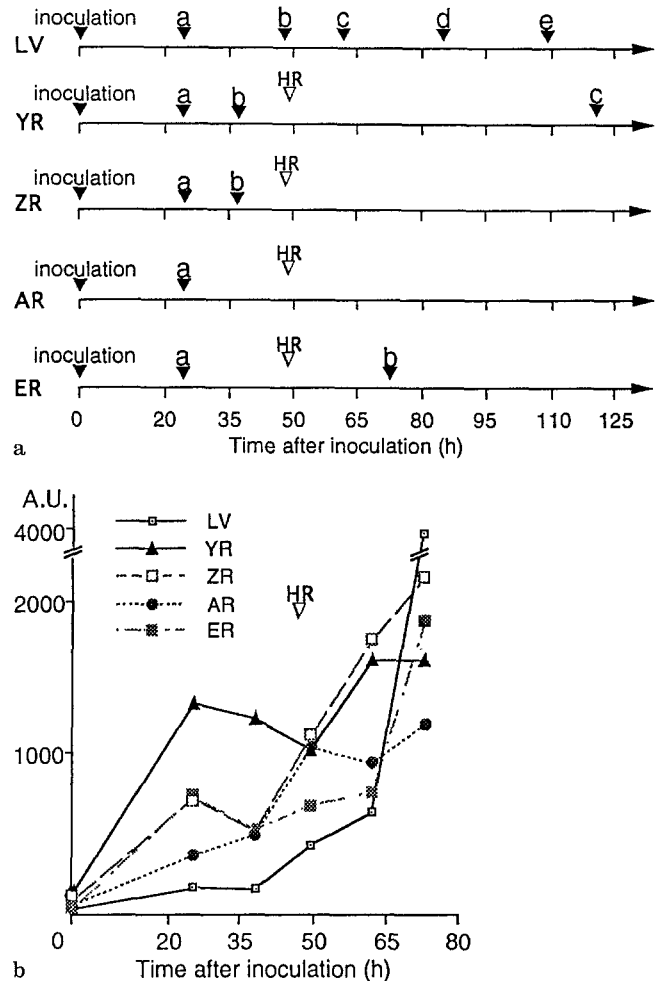 inoculation a b c d e
LV
HR
inoculation a b c
YR
HR
inoculation a b
ZR
HR
inoculation a
AR
HR
inoculation a b
ER
0 20 35 50 65 80 95 110 125
Time after inoculation (h)
a
A.U.
4000
LV
YR
2000
ZR
HR
AR
ER
1000
0 20 35 50 65 80
Time after inoculation (h)
b